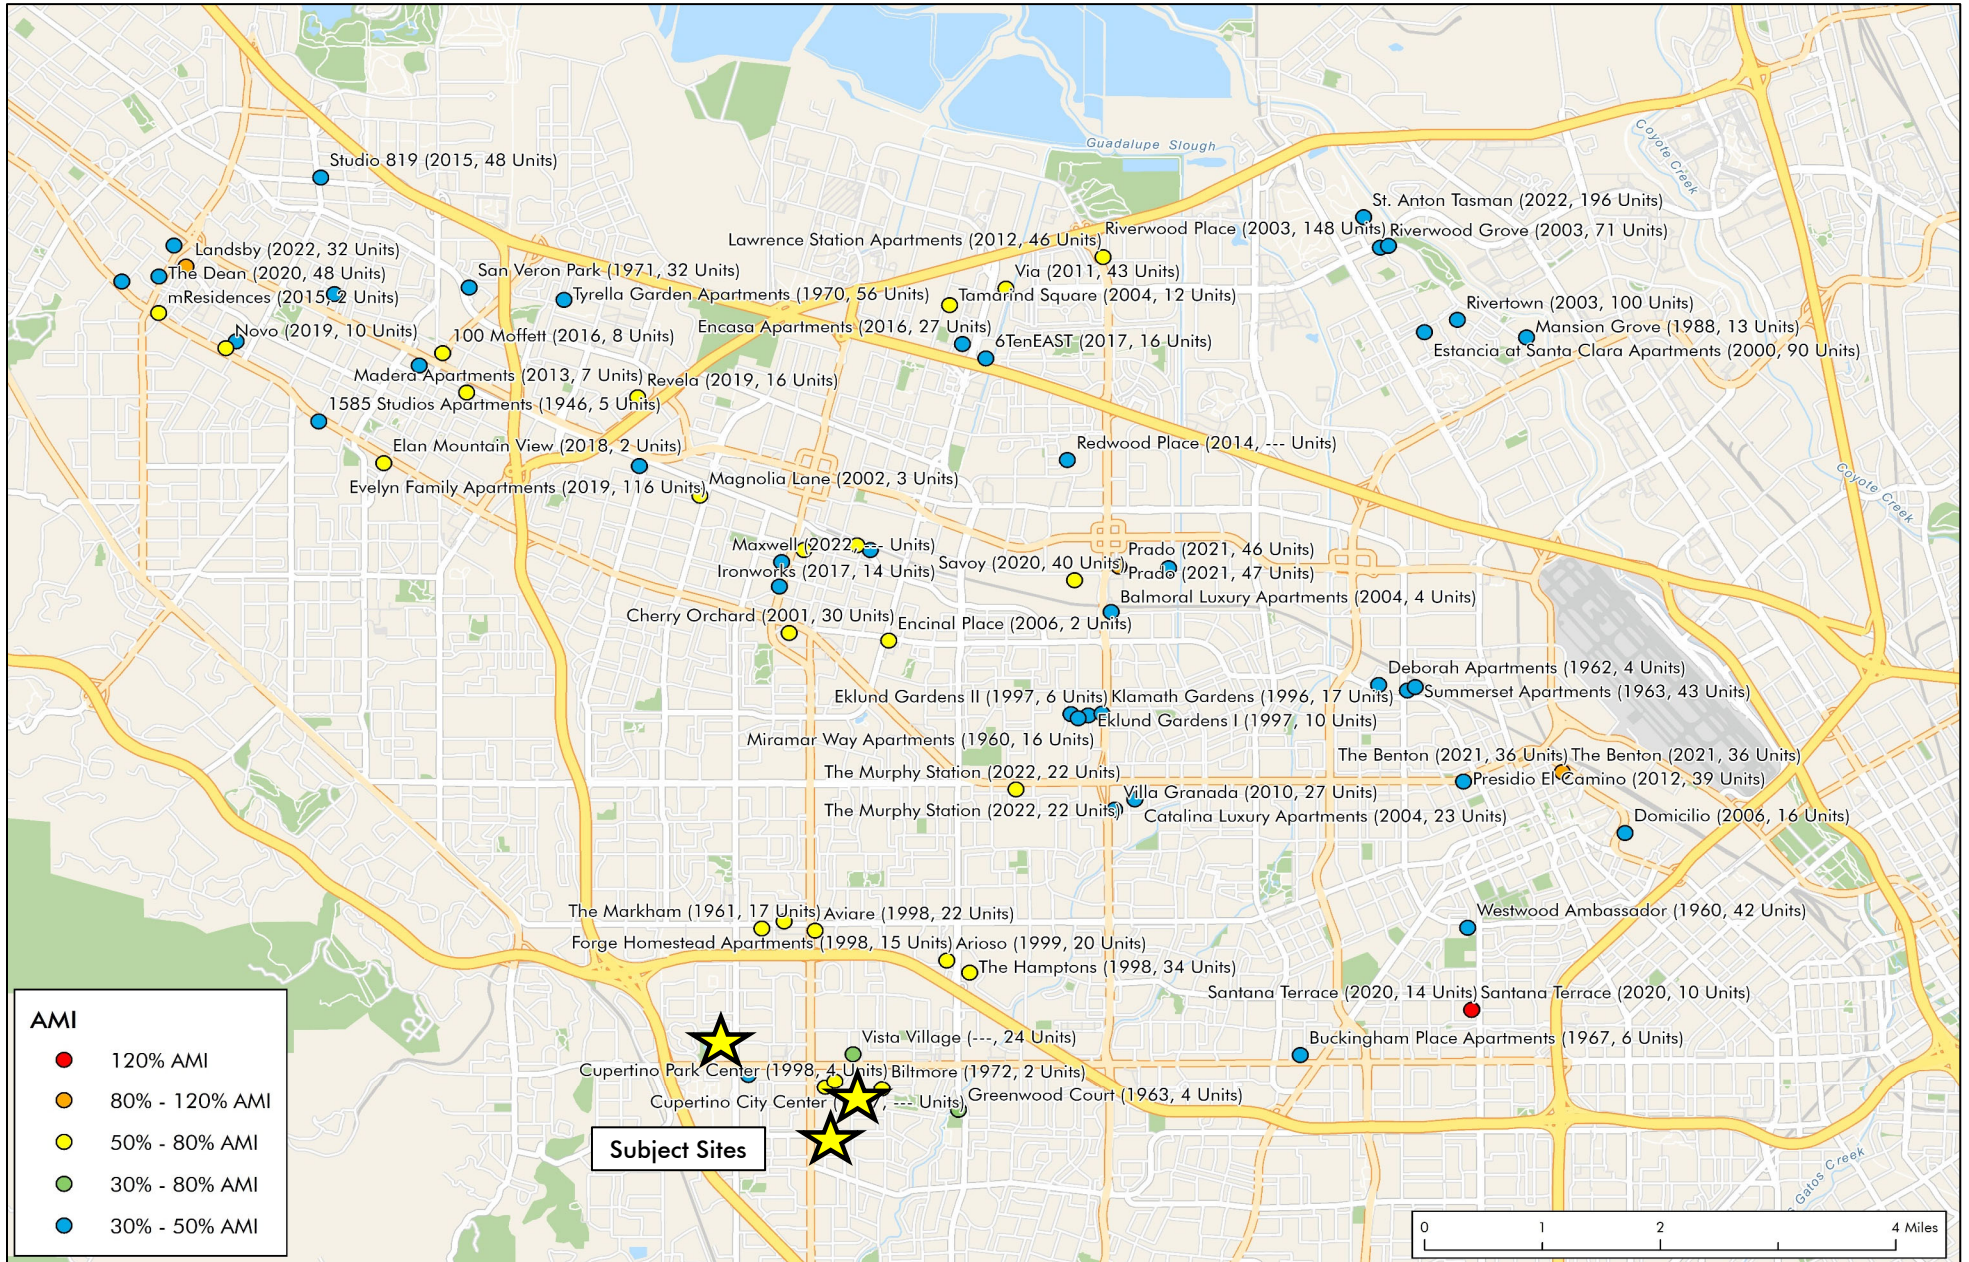 Guadalupe Slough
Coyote Creek
Studio 819 (2015, 48 Units)
St. Anton Tasman (2022, 196 Units)
Riverwood Place (2003, 148 Units)
Riverwood Grove (2003, 71 Units)
Lawrence Station Apartments (2012, 46 Units)
Landsby (2022, 32 Units)
The Dean (2020, 48 Units)
San Veron Park (1971, 32 Units)
Via (2011, 43 Units)
mResidences (2015, 2 Units)
Tyrella Garden Apartments (1970, 56 Units)
Tamarind Square (2004, 12 Units)
Rivertown (2003, 100 Units)
Novo (2019, 10 Units)
100 Moffett (2016, 8 Units)
Encasa Apartments (2016, 27 Units)
6TenEAST (2017, 16 Units)
Mansion Grove (1988, 13 Units)
Estancia at Santa Clara Apartments (2000, 90 Units)
Madera Apartments (2013, 7 Units)
Revela (2019, 16 Units)
1585 Studios Apartments (1946, 5 Units)
Elan Mountain View (2018, 2 Units)
Redwood Place (2014, --- Units)
Evelyn Family Apartments (2019, 116 Units)
Magnolia Lane (2002, 3 Units)
Coyote Creek
Maxwell (2022, --- Units)
Prado (2021, 46 Units)
Ironworks (2017, 14 Units)
Savoy (2020, 40 Units)
Prado (2021, 47 Units)
Balmoral Luxury Apartments (2004, 4 Units)
Cherry Orchard (2001, 30 Units)
Encinal Place (2006, 2 Units)
Deborah Apartments (1962, 4 Units)
Eklund Gardens II (1997, 6 Units)
Klamath Gardens (1996, 17 Units)
Summerset Apartments (1963, 43 Units)
Eklund Gardens I (1997, 10 Units)
Miramar Way Apartments (1960, 16 Units)
The Benton (2021, 36 Units)
The Benton (2021, 36 Units)
The Murphy Station (2022, 22 Units)
Presidio El Camino (2012, 39 Units)
Villa Granada (2010, 27 Units)
The Murphy Station (2022, 22 Units)
Catalina Luxury Apartments (2004, 23 Units)
Domicilio (2006, 16 Units)
The Markham (1961, 17 Units)
Aviare (1998, 22 Units)
Westwood Ambassador (1960, 42 Units)
Forge Homestead Apartments (1998, 15 Units)
Arioso (1999, 20 Units)
The Hamptons (1998, 34 Units)
Santana Terrace (2020, 14 Units)
Santana Terrace (2020, 10 Units)
Vista Village (---, 24 Units)
Buckingham Place Apartments (1967, 6 Units)
Cupertino Park Center (1998, 4 Units)
Biltmore (1972, 2 Units)
Cupertino City Center ( , --- Units)
Greenwood Court (1963, 4 Units)
Subject Sites
Gatos Creek
AMI
120% AMI
80% - 120% AMI
50% - 80% AMI
30% - 80% AMI
30% - 50% AMI
0 1 2 4 Miles